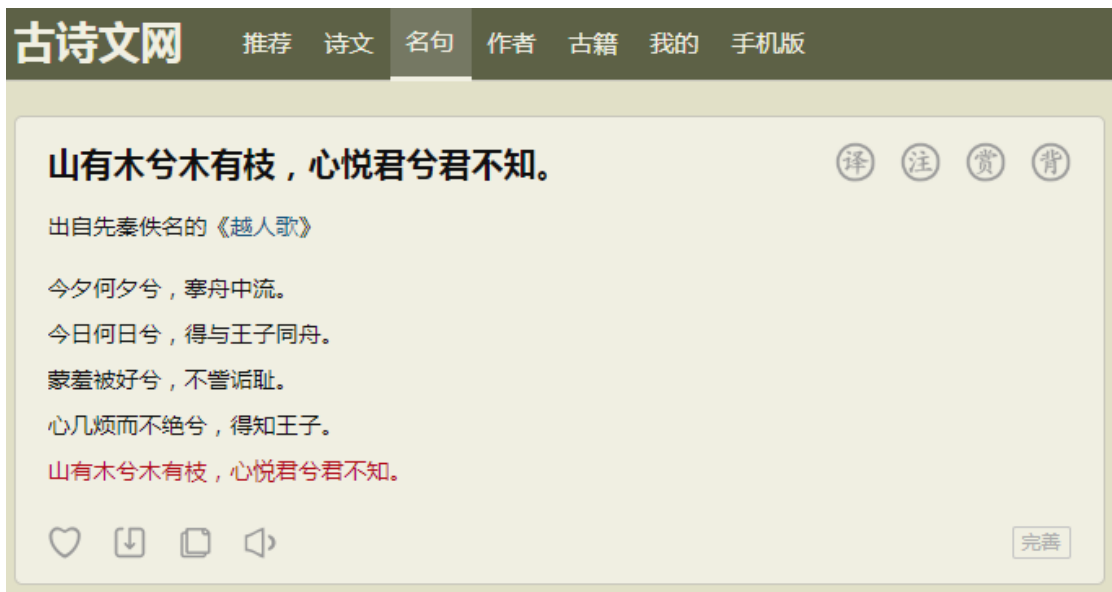 古诗文网 推荐 诗文 名句 作者 古籍 我的 手机版
山有木兮木有枝，心悦君兮君不知。 译 注 赏 背
出自先秦佚名的《越人歌》
今夕何夕兮，搴舟中流。
今日何日兮，得与王子同舟。
蒙羞被好兮，不訾诟耻。
心几烦而不绝兮，得知王子。
山有木兮木有枝，心悦君兮君不知。
完善